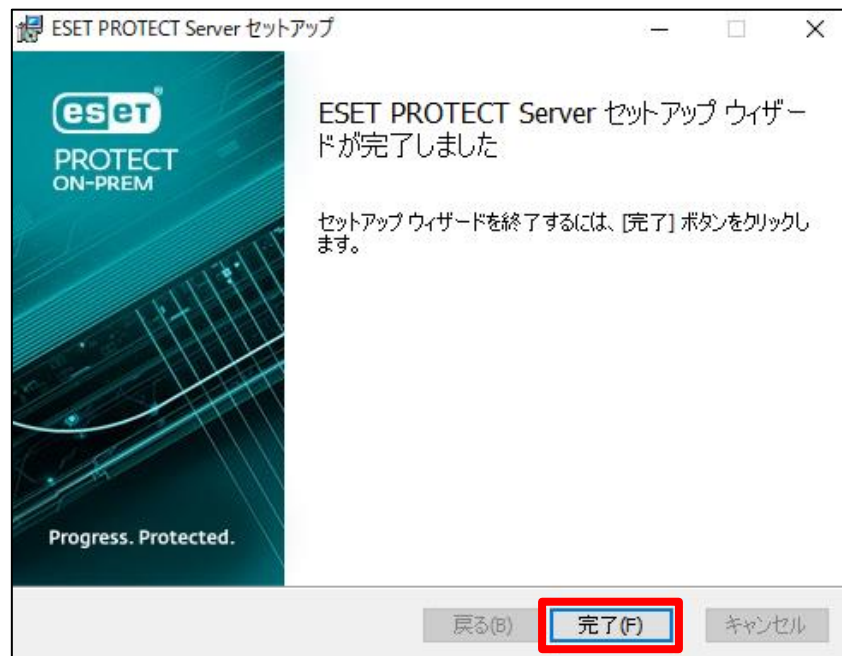 ESET PROTECT Server セットアップ
eset®
PROTECT
ON-PREM
Progress. Protected.
ESET PROTECT Server セットアップ ウィザー
ドが完了しました
セットアップ ウィザードを終了するには、[完了] ボタンをクリックし
ます。
戻る(B)
完了(F)
キャンセル